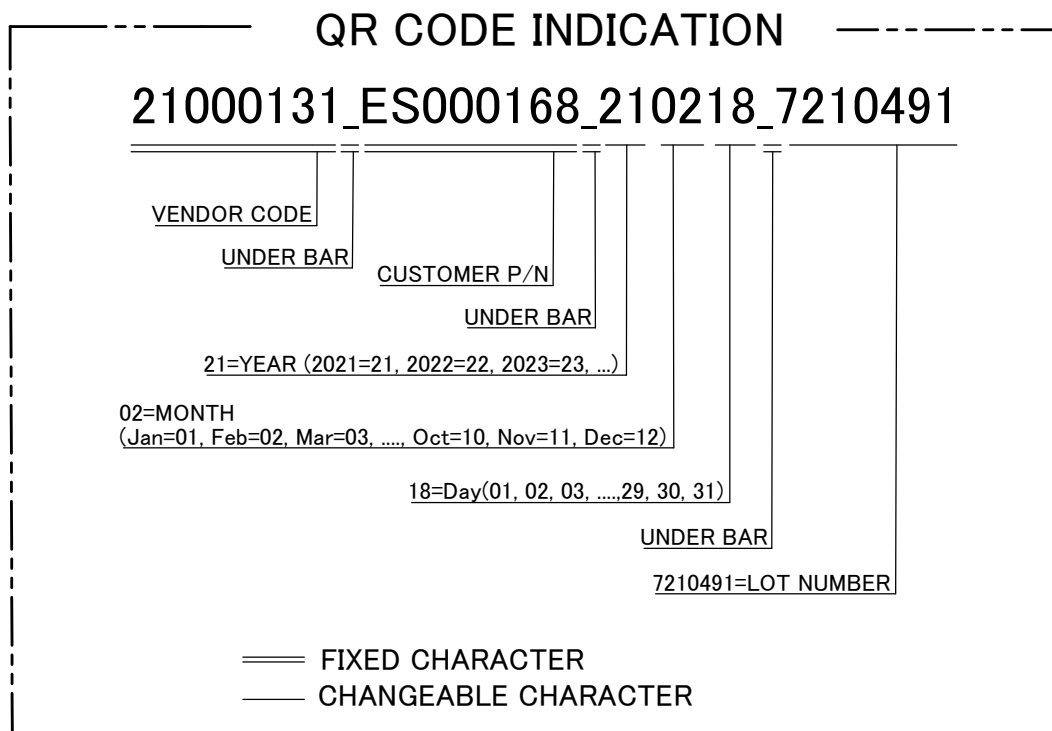 QR CODE INDICATION
21000131_ES000168_210218_7210491
VENDOR CODE
UNDER BAR
CUSTOMER P/N
UNDER BAR
21=YEAR (2021=21, 2022=22, 2023=23, ...)
02=MONTH
(Jan=01, Feb=02, Mar=03, ...., Oct=10, Nov=11, Dec=12)
18=Day(01, 02, 03, ....,29, 30, 31)
UNDER BAR
7210491=LOT NUMBER
FIXED CHARACTER
CHANGEABLE CHARACTER